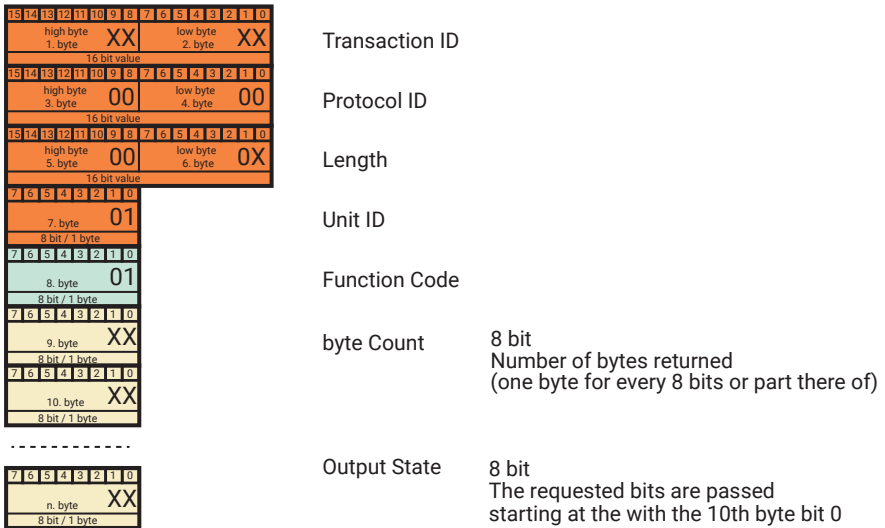 15 14 13 12 11 10 9 8 7 6 5 4 3 2 1 0
high byte
1. byte XX low byte
2. byte XX
16 bit value
Transaction ID
15 14 13 12 11 10 9 8 7 6 5 4 3 2 1 0
high byte
3. byte 00 low byte
4. byte 00
16 bit value
Protocol ID
15 14 13 12 11 10 9 8 7 6 5 4 3 2 1 0
high byte
5. byte 00 low byte
6. byte 0X
16 bit value
Length
7 6 5 4 3 2 1 0
7. byte 01
8 bit / 1 byte
Unit ID
7 6 5 4 3 2 1 0
8. byte 01
8 bit / 1 byte
Function Code
7 6 5 4 3 2 1 0
9. byte XX
8 bit / 1 byte
byte Count
8 bit
Number of bytes returned
(one byte for every 8 bits or part there of)
7 6 5 4 3 2 1 0
10. byte XX
8 bit / 1 byte
7 6 5 4 3 2 1 0
n. byte XX
8 bit / 1 byte
Output State
8 bit
The requested bits are passed
starting at the with the 10th byte bit 0